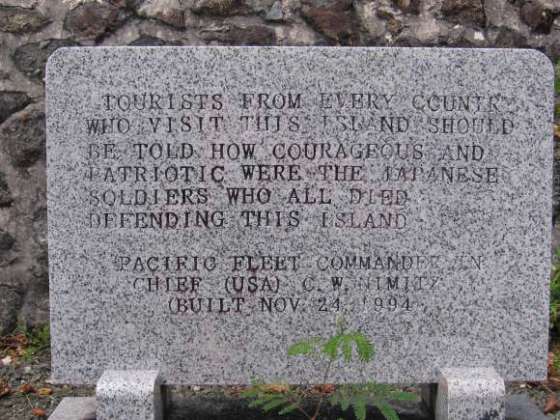 TOURISTS FROM EVERY COUNTRY
WHO VISIT THIS ISLAND SHOULD
BE TOLD HOW COURAGEOUS AND
PATRIOTIC WERE THE JAPANESE
SOLDIERS WHO ALL DIED
DEFENDING THIS ISLAND
PACIFIC FLEET COMMANDER IN
CHIEF (USA) C.W.NIMITZ
(BUILT NOV.24.1994